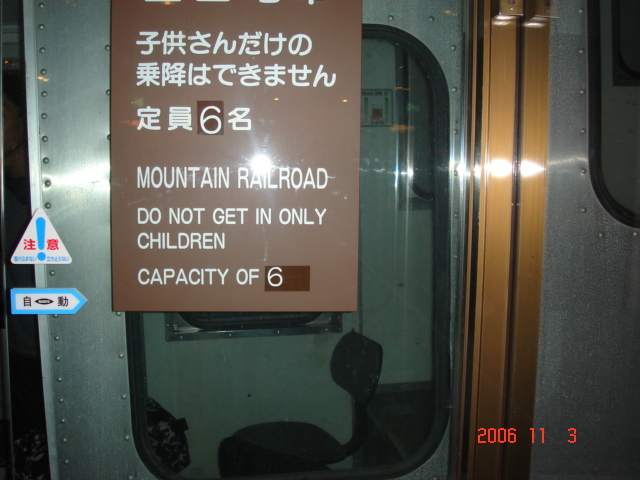 子供さんだけの
乗降はできません
定員6名
MOUNTAIN RAILROAD
DO NOT GET IN ONLY
CHILDREN
CAPACITY OF 6
注意
自動
2006 11 3